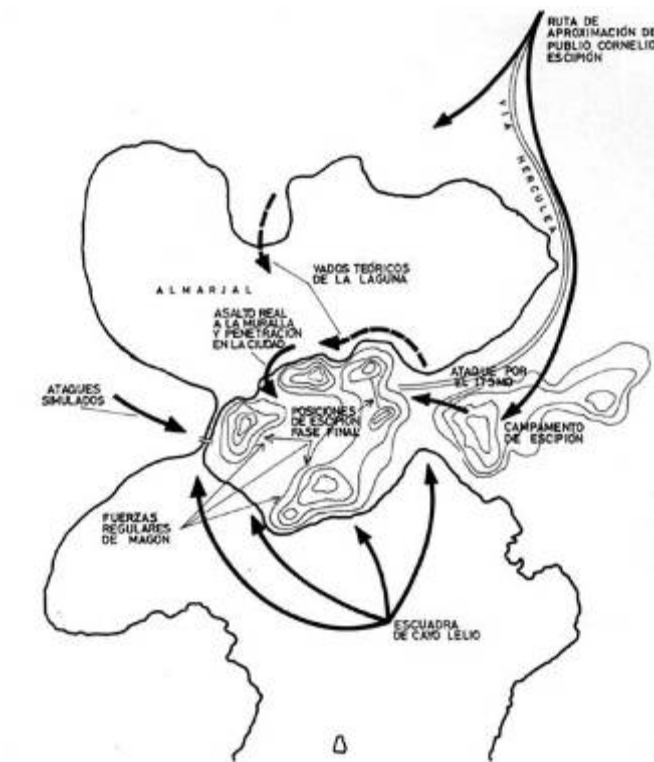 RUTA DE
APROXIMACIÓN DE
PUBLIO CORNELIO
ESCIPIÓN
VÍA HERCULEA
VADOS TEÓRICOS
DE LA LAGUNA
ALMARJAL
ASALTO REAL
A LA MURALLA
Y PENETRACIÓN
EN LA CIUDAD
ATAQUES
SIMULADOS
ATAQUE POR
EL ITSMO
POSICIONES
DE ESCIPIÓN
FASE FINAL
CAMPAMENTO
DE ESCIPIÓN
FUERZAS
REGULARES
DE MAGÓN
ESCUADRA
DE CAYO LELIO